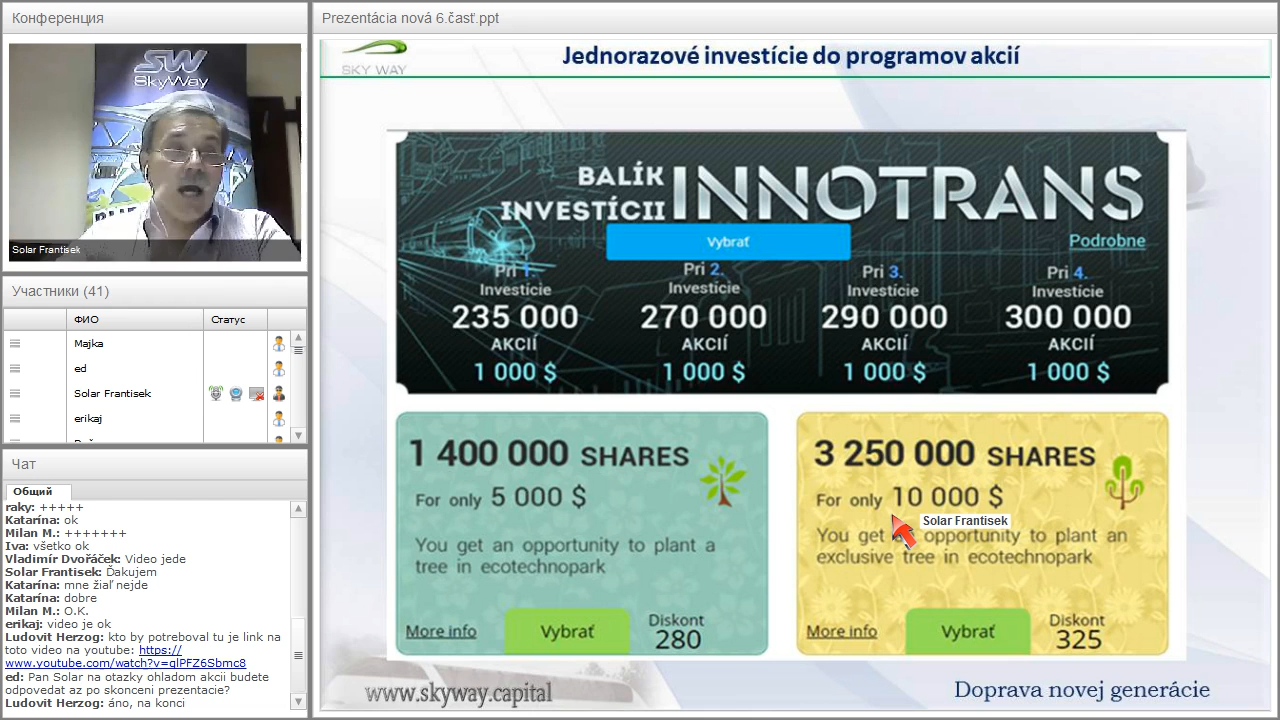 Конференция
SW
SkyWay
Solar Frantisek
Участники (41)
ФИО
Статус
Majka
ed
Solar Frantisek
erikaj
Чат
Общий
raky: +++++
Katarína: ok
Milan M.: +++++++
Iva: všetko ok
Vladimír Dvořáček: Video jede
Solar Frantisek: Ďakujem
Katarína: mne žiaľ nejde
Katarína: dobre
Milan M.: O.K.
erikaj: video je ok
Ludovit Herzog: kto by potreboval tu je link na
toto video na youtube: https://
www.youtube.com/watch?v=qlPFZ6Sbmc8
ed: Pan Solar na otazky ohladom akcii budete
odpovedat az po skonceni prezentacie?
Ludovit Herzog: áno, na konci
Prezentácia nová 6.časť.ppt
SKY WAY
Jednorazové investície do programov akcií
BALÍK
INVESTÍCII
INNOTRANS
Vybrať
Podrobne
Pri 1.
Investície
235 000
AKCIÍ
1 000 $
Pri 2.
Investície
270 000
AKCIÍ
1 000 $
Pri 3.
Investície
290 000
AKCIÍ
1 000 $
Pri 4.
Investície
300 000
AKCIÍ
1 000 $
1 400 000 SHARES
For only 5 000 $
You get an opportunity to plant a
tree in ecotechnopark
More info
Vybrať
Diskont
280
3 250 000 SHARES
For only 10 000 $
Solar Frantisek
You get an opportunity to plant an
exclusive tree in ecotechnopark
More info
Vybrať
Diskont
325
www.skyway.capital
Doprava novej generácie